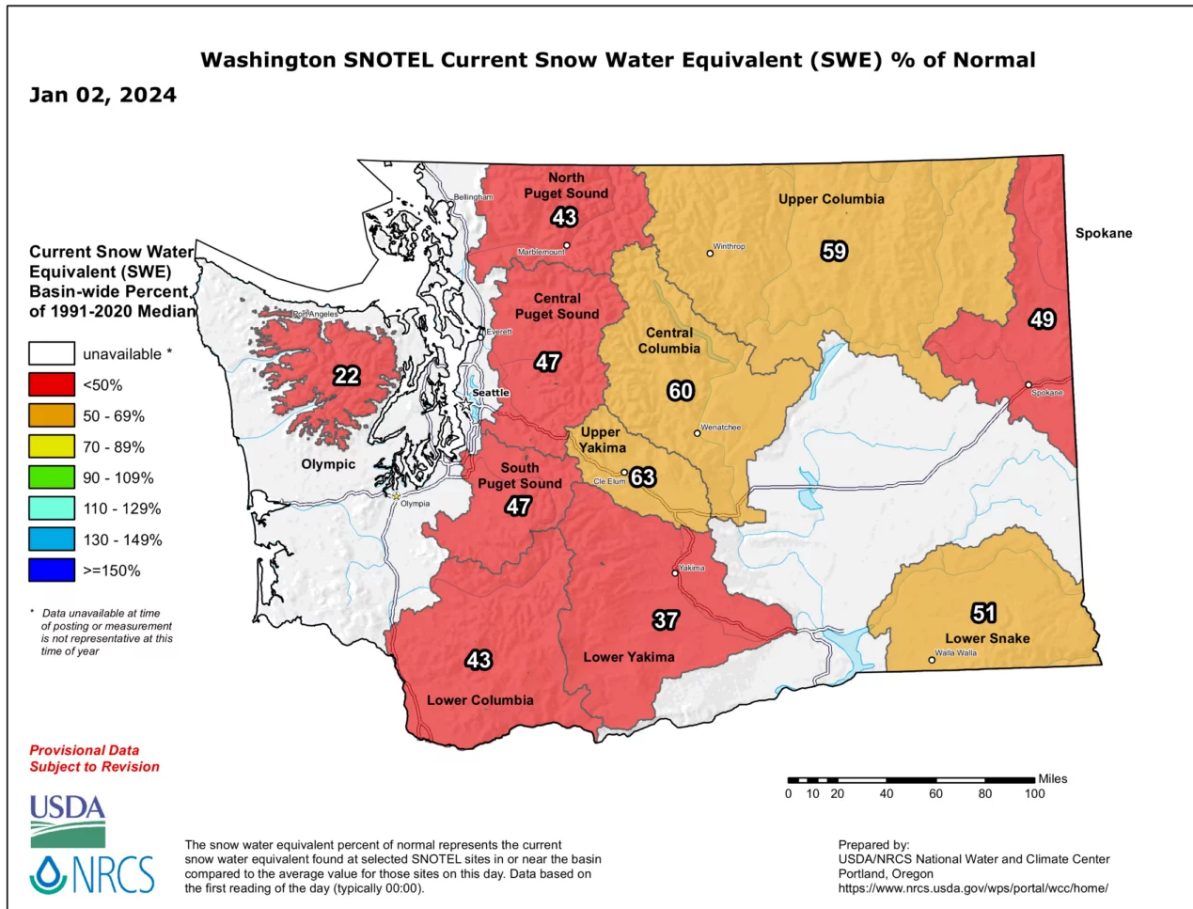 Washington SNOTEL Current Snow Water Equivalent (SWE) % of Normal
Jan 02, 2024
Current Snow Water
Equivalent (SWE)
Basin-wide Percent
of 1991-2020 Median
unavailable *
<50%
50 - 69%
70 - 89%
90 - 109%
110 - 129%
130 - 149%
>=150%
* Data unavailable at time
of posting or measurement
is not representative at this
time of year
North
Puget Sound
43
Bellingham
Marblemount
Upper Columbia
59
Winthrop
Spokane
49
Spokane
Central
Puget Sound
47
Everett
Port Angeles
22
Olympic
Seattle
Central
Columbia
60
Wenatchee
Upper
Yakima
63
Cle Elum
South
Puget Sound
47
Olympia
Yakima
37
Lower Yakima
43
Lower Columbia
51
Lower Snake
Walla Walla
Provisional Data
Subject to Revision
USDA
NRCS
Miles
0 10 20 40 60 80 100
The snow water equivalent percent of normal represents the current
snow water equivalent found at selected SNOTEL sites in or near the basin
compared to the average value for those sites on this day. Data based on
the first reading of the day (typically 00:00).
Prepared by:
USDA/NRCS National Water and Climate Center
Portland, Oregon
https://www.nrcs.usda.gov/wps/portal/wcc/home/